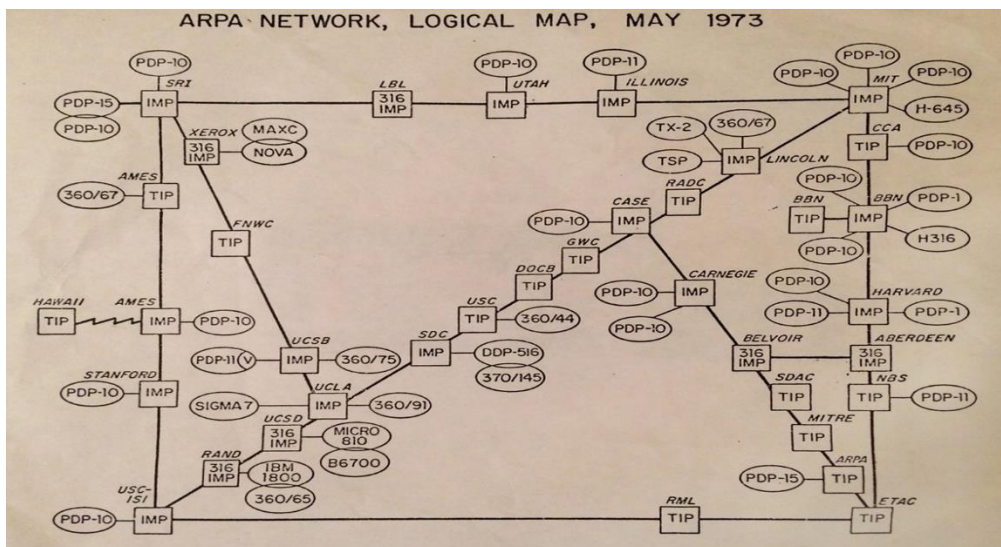 ARPA NETWORK, LOGICAL MAP, MAY 1973
PDP-10
SRI
PDP-15
IMP
PDP-10
LBL
316
IMP
PDP-10
UTAH
IMP
PDP-11
ILLINOIS
IMP
PDP-10
PDP-10
MIT
PDP-10
IMP
H-645
XEROX
MAXC
316
IMP
NOVA
TX-2
360/67
TSP
IMP
LINCOLN
CCA
TIP
PDP-10
AMES
360/67
TIP
RADC
TIP
PDP-10
BBN
TIP
BBN
IMP
PDP-1
PDP-10
H316
FNWC
TIP
CASE
PDP-10
IMP
GWC
TIP
DOCB
TIP
CARNEGIE
PDP-10
IMP
PDP-10
PDP-10
HARVARD
PDP-11
IMP
PDP-1
HAWAII
TIP
AMES
IMP
PDP-10
USC
TIP
360/44
SDC
IMP
DDP-516
370/145
UCSB
PDP-11
V
IMP
360/75
BELVOIR
316
IMP
ABERDEEN
316
IMP
STANFORD
PDP-10
IMP
UCLA
SIGMA 7
IMP
360/91
SDAC
TIP
NBS
TIP
PDP-11
UCSD
316
IMP
MICRO
810
B6700
MITRE
TIP
RAND
316
IMP
IBM
1800
360/65
ARPA
PDP-15
TIP
USC-
ISI
PDP-10
IMP
RML
TIP
ETAC
TIP